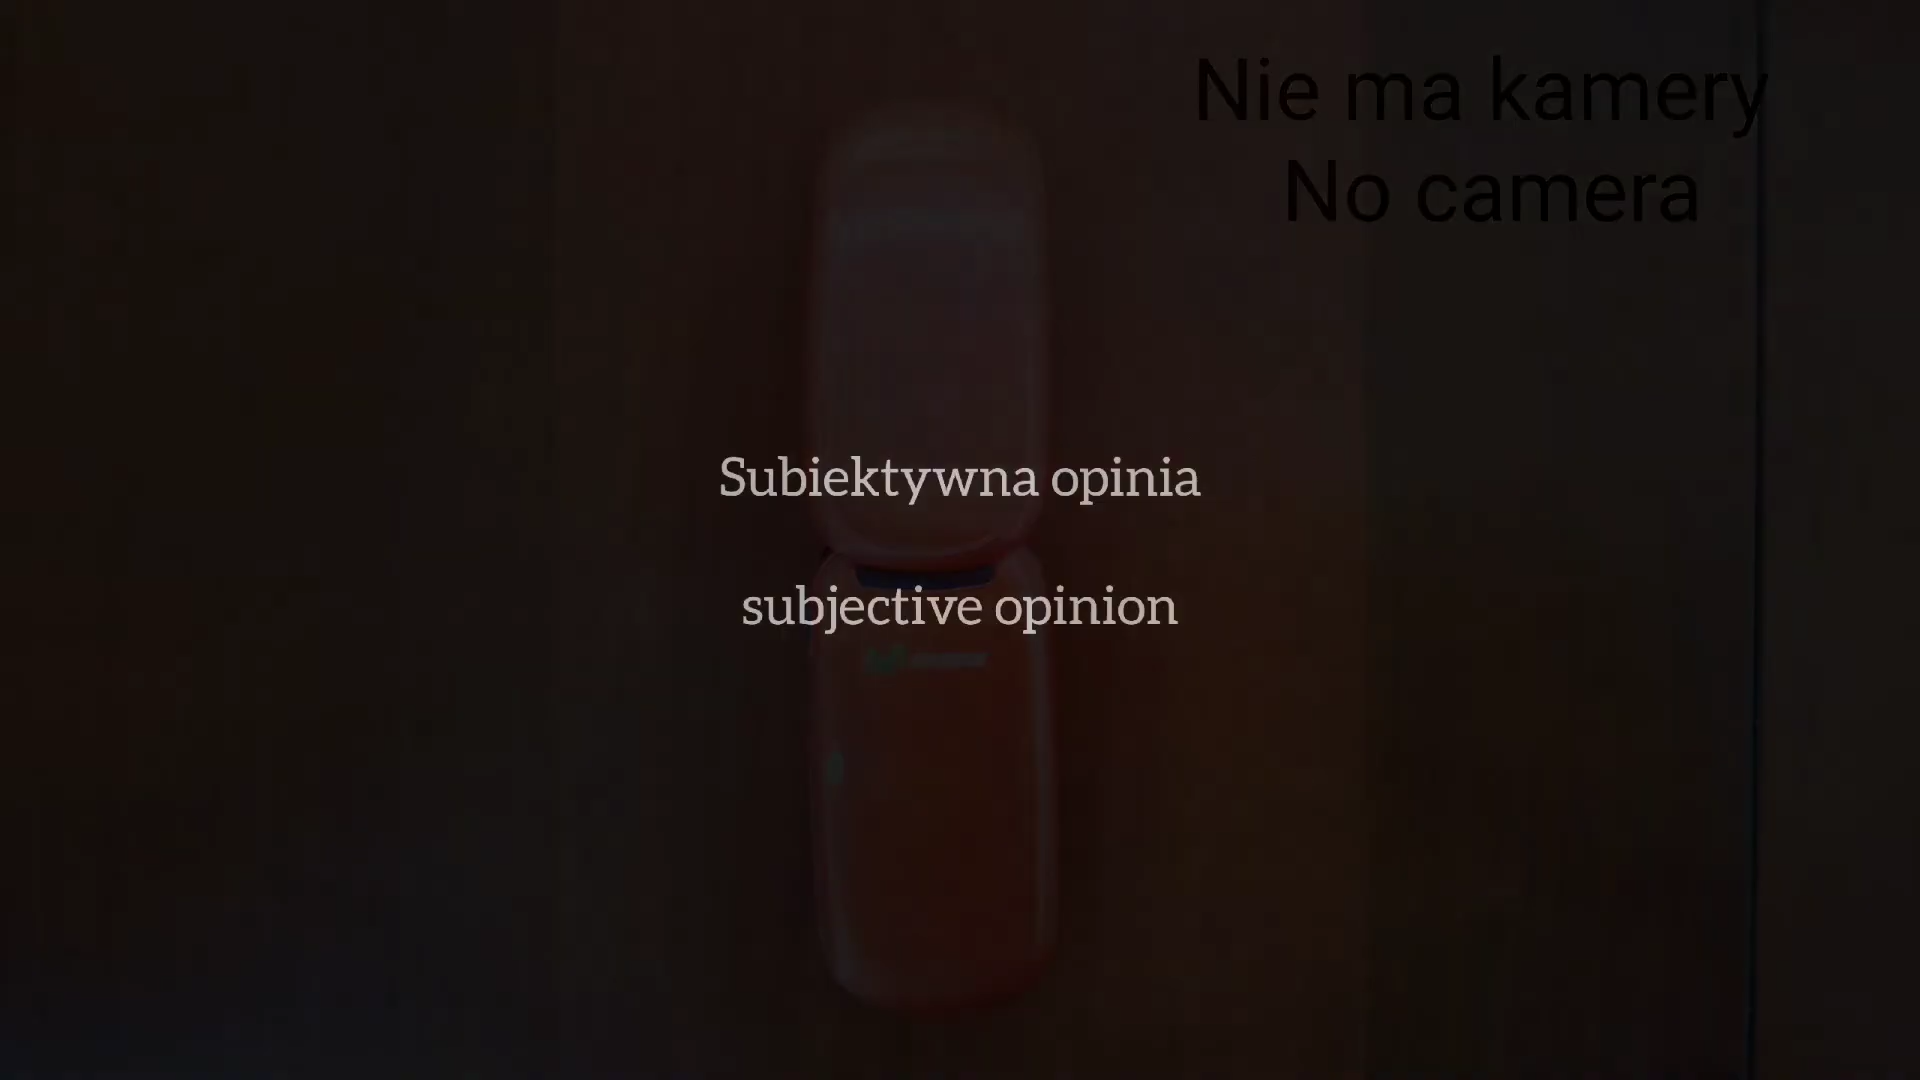 Nie ma kamery
No camera
Subiektywna opinia
subjective opinion